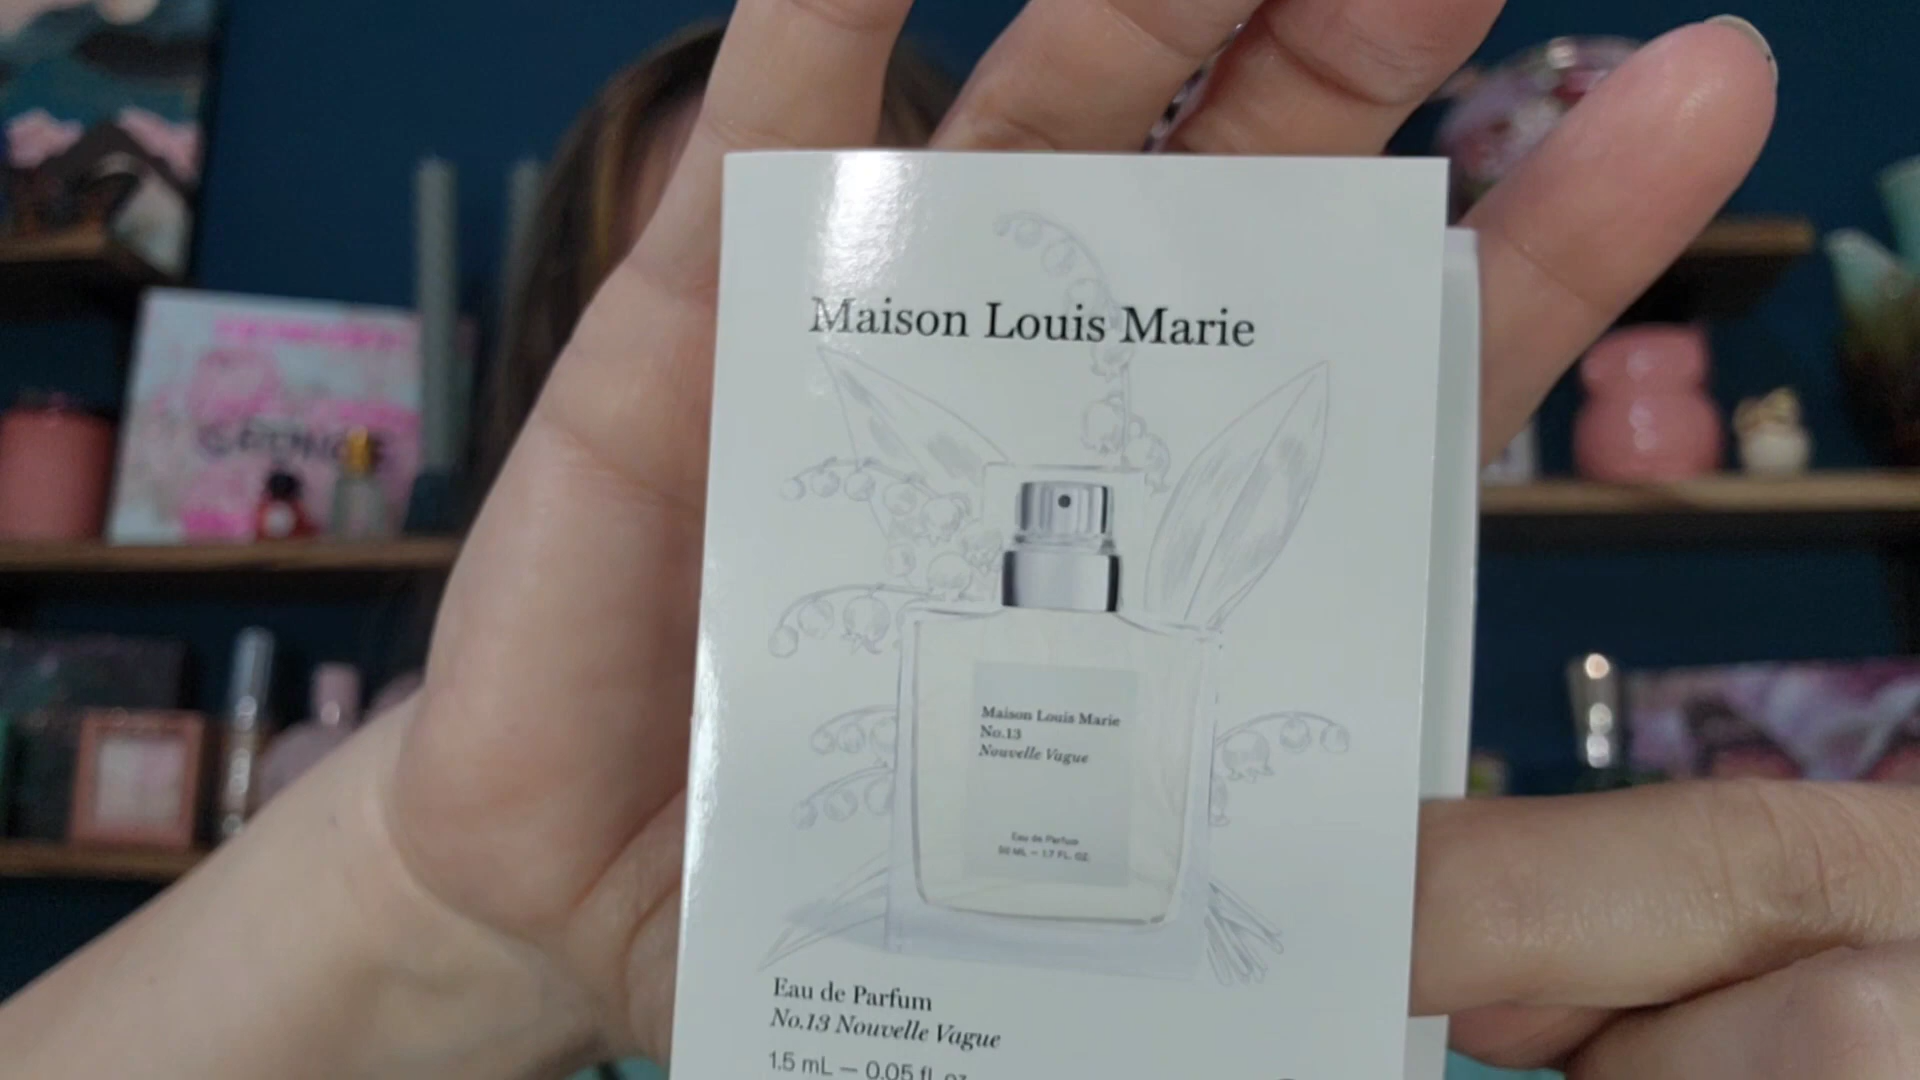 Maison Louis Marie
Maison Louis Marie
No.13
Nouvelle Vague
Eau de Parfum
50 ML — 1.7 FL. OZ.
Eau de Parfum
No.13 Nouvelle Vague
1.5 mL — 0.05 fl. oz.